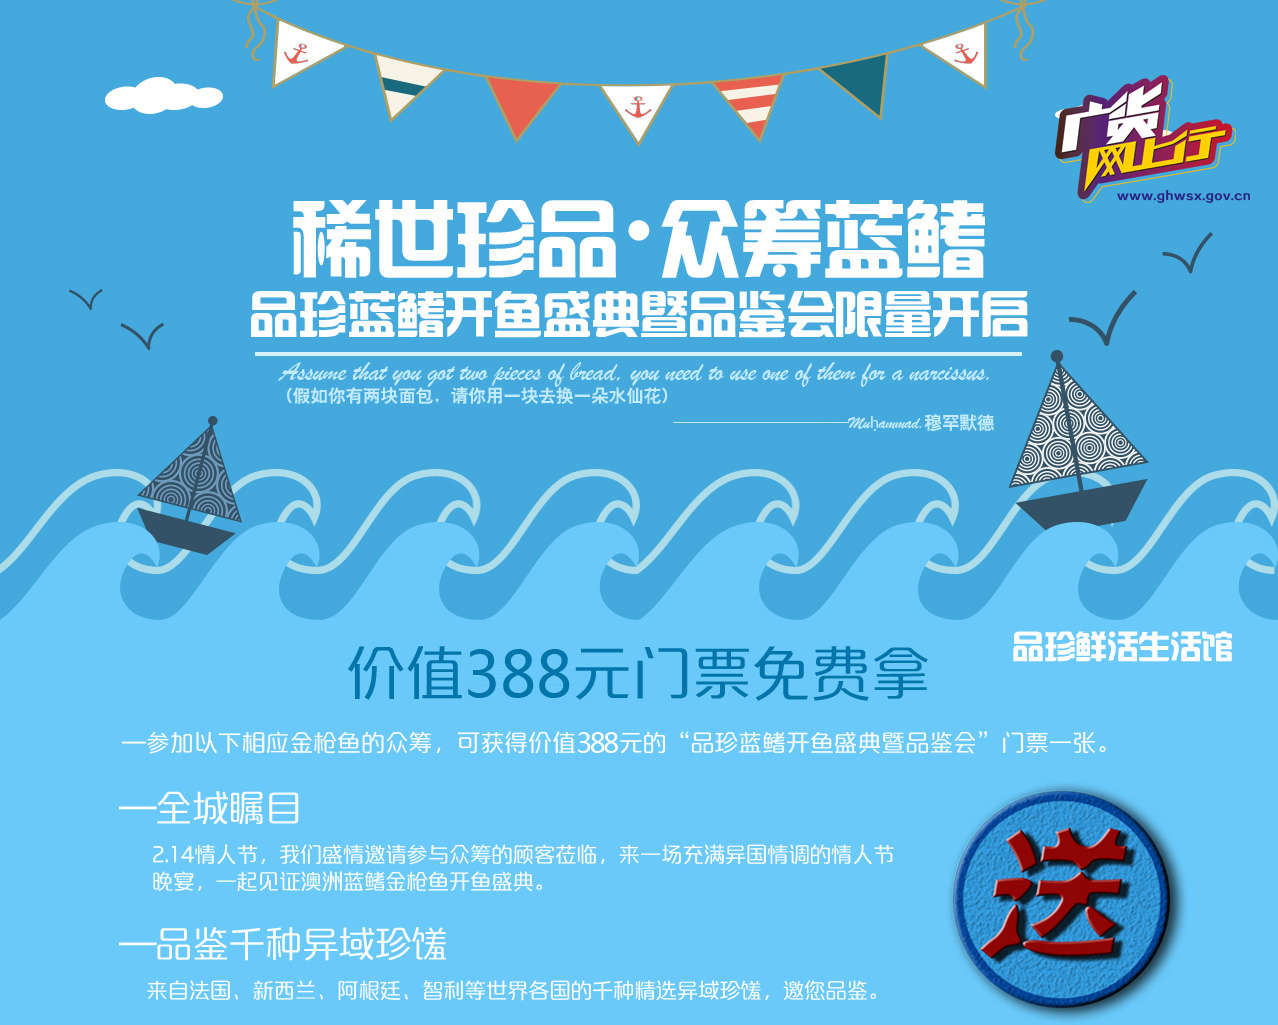 广货
网上行
www.ghwsx.gov.cn
稀世珍品·众筹蓝鳍
品珍蓝鳍开鱼盛典暨品鉴会限量开启
Assume that you got two pieces of bread, you need to use one of them for a narcissus.
(假如你有两块面包，请你用一块去换一朵水仙花)
Muḥammad.穆罕默德
品珍鲜活生活馆
价值388元门票免费拿
—参加以下相应金枪鱼的众筹，可获得价值388元的“品珍蓝鳍开鱼盛典暨品鉴会”门票一张。
—全城瞩目
2.14情人节，我们盛情邀请参与众筹的顾客莅临，来一场充满异国情调的情人节
晚宴，一起见证澳洲蓝鳍金枪鱼开鱼盛典。
送
—品鉴千种异域珍馐
来自法国、新西兰、阿根廷、智利等世界各国的千种精选异域珍馐，邀您品鉴。